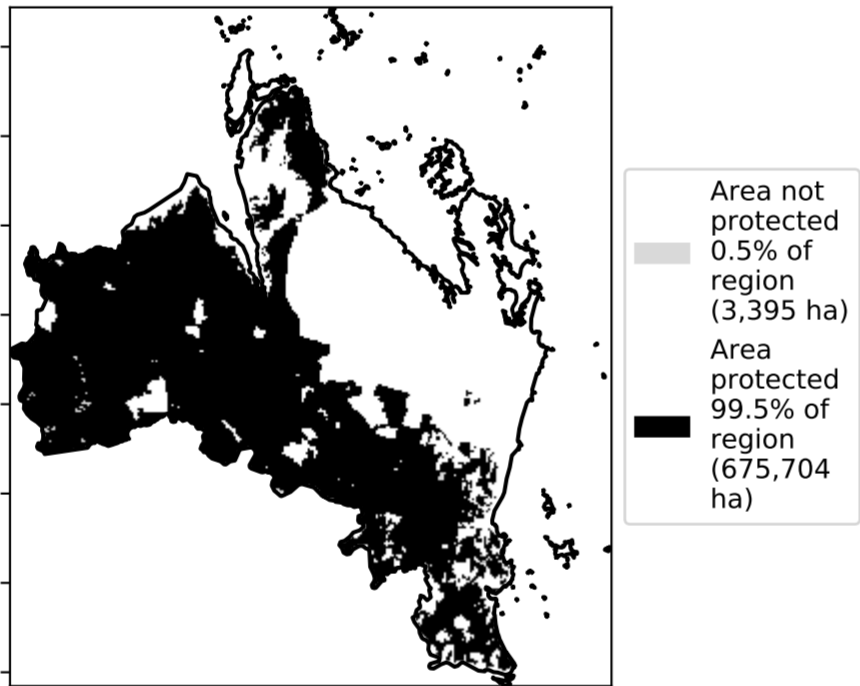 Area not
protected
0.5% of
region
(3,395 ha)
Area
protected
99.5% of
region
(675,704
ha)